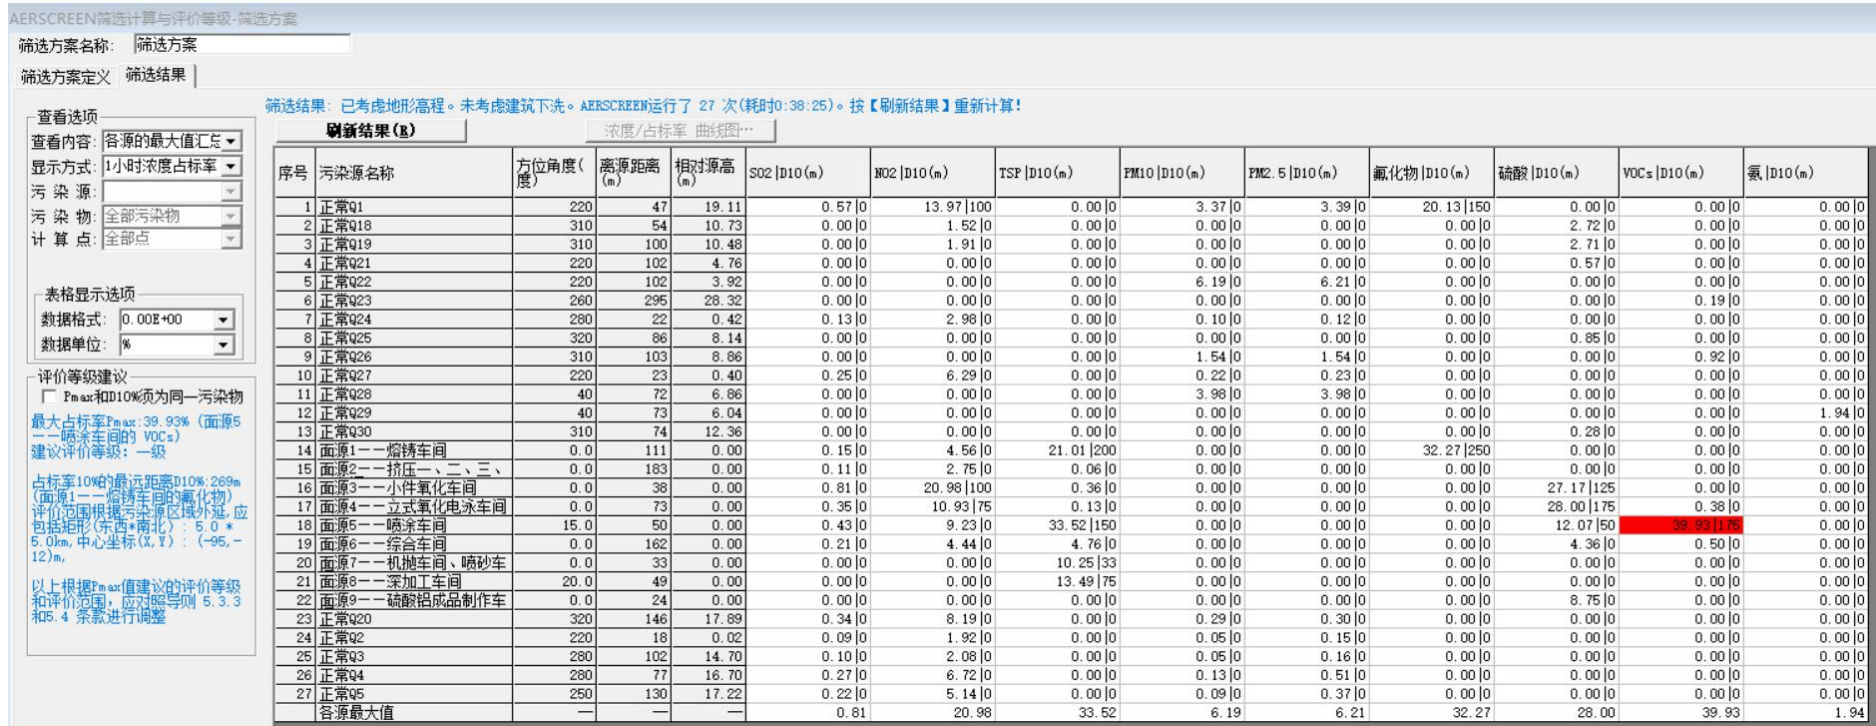 AERSCREEN筛选计算与评价等级-筛选方案
筛选方案名称: 筛选方案
筛选方案定义 筛选结果
筛选结果: 已考虑地形高程。未考虑建筑下洗。AERSCREEN运行了 27 次(耗时0:38:25)。按【刷新结果】重新计算!
查看选项
查看内容: 各源的最大值汇总
显示方式: 1小时浓度占标率
污 染 源:
污 染 物: 全部污染物
计 算 点: 全部点
表格显示选项
数据格式: 0.00E+00
数据单位: %
评价等级建议
Pmax和D10%须为同一污染物
最大占标率Pmax:39.93% (面源5
——喷涂车间的 VOCs)
建议评价等级: 一级
占标率10%的最远距离D10%:269m
(面源1——熔铸车间的氟化物)
评价范围根据污染源区域外延,应
包括矩形(东西*南北): 5.0 *
5.0km,中心坐标(X,Y): (-95,-
12)m,
以上根据Pmax值建议的评价等级
和评价范围, 应对照导则 5.3.3
和5.4 条款进行调整
刷新结果(R) 浓度/占标率 曲线图…
序号 污染源名称 方位角度(度) 离源距离(m) 相对源高(m) SO2|D10(m) NO2|D10(m) TSP|D10(m) PM10|D10(m) PM2.5|D10(m) 氟化物|D10(m) 硫酸|D10(m) VOCs|D10(m) 氨|D10(m)
1 正常Q1 220 47 19.11 0.57|0 13.97|100 0.00|0 3.37|0 3.39|0 20.13|150 0.00|0 0.00|0 0.00|0
2 正常Q18 310 54 10.73 0.00|0 1.52|0 0.00|0 0.00|0 0.00|0 0.00|0 2.72|0 0.00|0 0.00|0
3 正常Q19 310 100 10.48 0.00|0 1.91|0 0.00|0 0.00|0 0.00|0 0.00|0 2.71|0 0.00|0 0.00|0
4 正常Q21 220 102 4.76 0.00|0 0.00|0 0.00|0 0.00|0 0.00|0 0.00|0 0.57|0 0.00|0 0.00|0
5 正常Q22 220 102 3.92 0.00|0 0.00|0 0.00|0 6.19|0 6.21|0 0.00|0 0.00|0 0.00|0 0.00|0
6 正常Q23 260 295 28.32 0.00|0 0.00|0 0.00|0 0.00|0 0.00|0 0.00|0 0.00|0 0.19|0 0.00|0
7 正常Q24 280 22 0.42 0.13|0 2.98|0 0.00|0 0.10|0 0.12|0 0.00|0 0.00|0 0.00|0 0.00|0
8 正常Q25 320 86 8.14 0.00|0 0.00|0 0.00|0 0.00|0 0.00|0 0.00|0 0.85|0 0.00|0 0.00|0
9 正常Q26 310 103 8.86 0.00|0 0.00|0 0.00|0 1.54|0 1.54|0 0.00|0 0.00|0 0.92|0 0.00|0
10 正常Q27 220 23 0.40 0.25|0 6.29|0 0.00|0 0.22|0 0.23|0 0.00|0 0.00|0 0.00|0 0.00|0
11 正常Q28 40 72 6.86 0.00|0 0.00|0 0.00|0 3.98|0 3.98|0 0.00|0 0.00|0 0.00|0 0.00|0
12 正常Q29 40 73 6.04 0.00|0 0.00|0 0.00|0 0.00|0 0.00|0 0.00|0 0.00|0 0.00|0 1.94|0
13 正常Q30 310 74 12.36 0.00|0 0.00|0 0.00|0 0.00|0 0.00|0 0.00|0 0.28|0 0.00|0 0.00|0
14 面源1——熔铸车间 0.0 111 0.00 0.15|0 4.56|0 21.01|200 0.00|0 0.00|0 32.27|250 0.00|0 0.00|0 0.00|0
15 面源2——挤压一、二、三、 0.0 183 0.00 0.11|0 2.75|0 0.06|0 0.00|0 0.00|0 0.00|0 0.00|0 0.00|0 0.00|0
16 面源3——小件氧化车间 0.0 38 0.00 0.81|0 20.98|100 0.36|0 0.00|0 0.00|0 0.00|0 27.17|125 0.00|0 0.00|0
17 面源4——立式氧化电泳车间 0.0 73 0.00 0.35|0 10.93|75 0.13|0 0.00|0 0.00|0 0.00|0 28.00|175 0.38|0 0.00|0
18 面源5——喷涂车间 15.0 50 0.00 0.43|0 9.23|0 33.52|150 0.00|0 0.00|0 0.00|0 12.07|50 39.93|175 0.00|0
19 面源6——综合车间 0.0 162 0.00 0.21|0 4.44|0 4.76|0 0.00|0 0.00|0 0.00|0 4.36|0 0.50|0 0.00|0
20 面源7——机抛车间、喷砂车 0.0 33 0.00 0.00|0 0.00|0 10.25|33 0.00|0 0.00|0 0.00|0 0.00|0 0.00|0 0.00|0
21 面源8——深加工车间 20.0 49 0.00 0.00|0 0.00|0 13.49|75 0.00|0 0.00|0 0.00|0 0.00|0 0.00|0 0.00|0
22 面源9——硫酸铝成品制作车 0.0 24 0.00 0.00|0 0.00|0 0.00|0 0.00|0 0.00|0 0.00|0 8.75|0 0.00|0 0.00|0
23 正常Q20 320 146 17.89 0.34|0 8.19|0 0.00|0 0.29|0 0.30|0 0.00|0 0.00|0 0.00|0 0.00|0
24 正常Q2 220 18 0.02 0.09|0 1.92|0 0.00|0 0.05|0 0.15|0 0.00|0 0.00|0 0.00|0 0.00|0
25 正常Q3 280 102 14.70 0.10|0 2.08|0 0.00|0 0.05|0 0.16|0 0.00|0 0.00|0 0.00|0 0.00|0
26 正常Q4 280 77 16.70 0.27|0 6.72|0 0.00|0 0.13|0 0.51|0 0.00|0 0.00|0 0.00|0 0.00|0
27 正常Q5 250 130 17.22 0.22|0 5.14|0 0.00|0 0.09|0 0.37|0 0.00|0 0.00|0 0.00|0 0.00|0
各源最大值 — — — 0.81 20.98 33.52 6.19 6.21 32.27 28.00 39.93 1.94